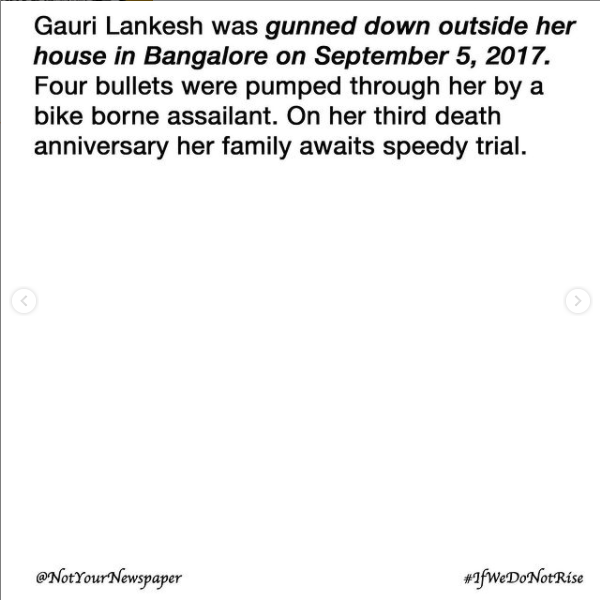 Gauri Lankesh was gunned down outside her
house in Bangalore on September 5, 2017.
Four bullets were pumped through her by a
bike borne assailant. On her third death
anniversary her family awaits speedy trial.
@NotYourNewspaper
#IfWeDoNotRise